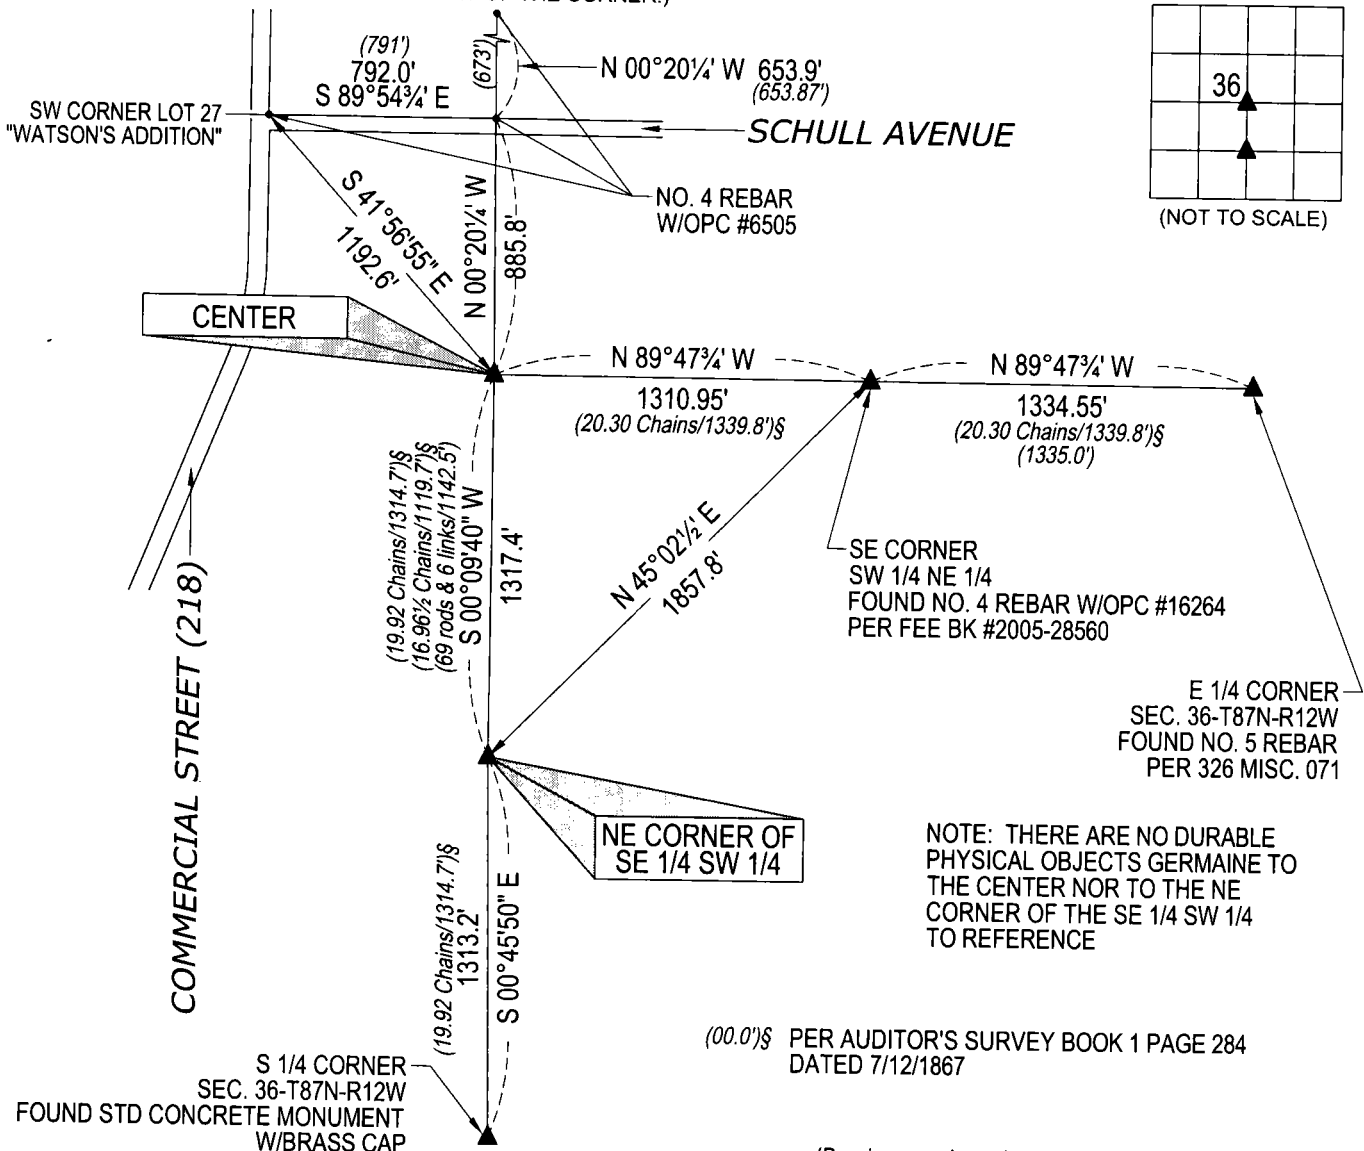 (791')
792.0'
S 89°54¾' E
(673')
N 00°20¼' W 653.9'
(653.87')
36
(NOT TO SCALE)
SW CORNER LOT 27
"WATSON'S ADDITION"
SCHULL AVENUE
NO. 4 REBAR
W/OPC #6505
S 41°56'55" E
1192.6'
N 00°20¼' W
885.8'
CENTER
N 89°47¾' W
1310.95'
(20.30 Chains/1339.8')§
N 89°47¾' W
1334.55'
(20.30 Chains/1339.8')§
(1335.0')
(19.92 Chains/1314.7')§
(16.96½ Chains/1119.7')§
(69 rods & 6 links/1142.5')
S 00°09'40" W
1317.4'
N 45°02½' E
1857.8'
SE CORNER
SW 1/4 NE 1/4
FOUND NO. 4 REBAR W/OPC #16264
PER FEE BK #2005-28560
E 1/4 CORNER
SEC. 36-T87N-R12W
FOUND NO. 5 REBAR
PER 326 MISC. 071
COMMERCIAL STREET (218)
NE CORNER OF
SE 1/4 SW 1/4
NOTE: THERE ARE NO DURABLE
PHYSICAL OBJECTS GERMAINE TO
THE CENTER NOR TO THE NE
CORNER OF THE SE 1/4 SW 1/4
TO REFERENCE
(19.92 Chains/1314.7')§
1313.2'
S 00°45'50" E
(00.0')§ PER AUDITOR'S SURVEY BOOK 1 PAGE 284
DATED 7/12/1867
S 1/4 CORNER
SEC. 36-T87N-R12W
FOUND STD CONCRETE MONUMENT
W/BRASS CAP